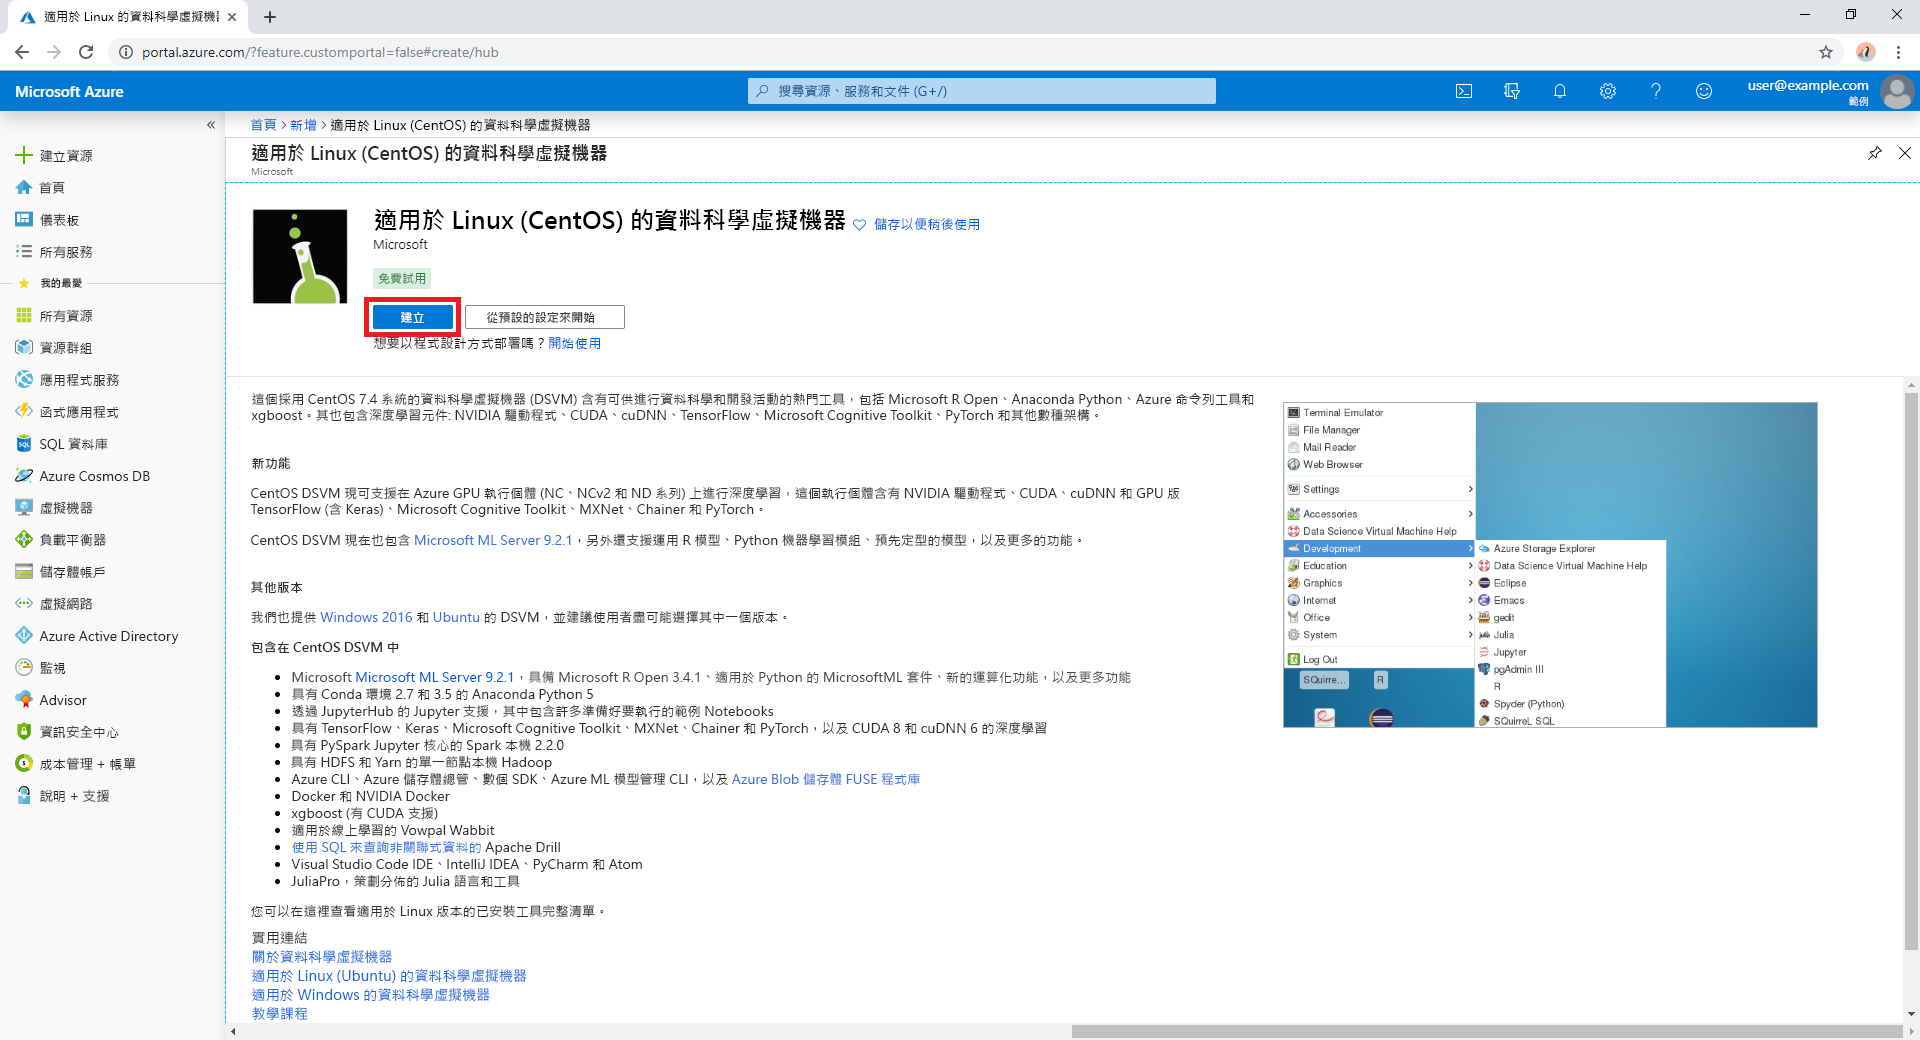 適用於 Linux 的資料科學虛擬機器
portal.azure.com/?feature.customportal=false#create/hub
Microsoft Azure
搜尋資源、服務和文件 (G+/)
user@example.com
範例
首頁 > 新增 > 適用於 Linux (CentOS) 的資料科學虛擬機器
適用於 Linux (CentOS) 的資料科學虛擬機器
Microsoft
建立資源
首頁
儀表板
所有服務
我的最愛
所有資源
資源群組
應用程式服務
函式應用程式
SQL 資料庫
Azure Cosmos DB
虛擬機器
負載平衡器
儲存體帳戶
虛擬網路
Azure Active Directory
監視
Advisor
資訊安全中心
成本管理 + 帳單
說明 + 支援
適用於 Linux (CentOS) 的資料科學虛擬機器 儲存以便稍後使用
Microsoft
免費試用
建立 從預設的設定來開始
想要以程式設計方式部署嗎？開始使用
這個採用 CentOS 7.4 系統的資料科學虛擬機器 (DSVM) 含有可供進行資料科學和開發活動的熱門工具，包括 Microsoft R Open、Anaconda Python、Azure 命令列工具和
xgboost。其也包含深度學習元件: NVIDIA 驅動程式、CUDA、cuDNN、TensorFlow、Microsoft Cognitive Toolkit、PyTorch 和其他數種架構。
新功能
CentOS DSVM 現可支援在 Azure GPU 執行個體 (NC、NCv2 和 ND 系列) 上進行深度學習，這個執行個體含有 NVIDIA 驅動程式、CUDA、cuDNN 和 GPU 版
TensorFlow (含 Keras)、Microsoft Cognitive Toolkit、MXNet、Chainer 和 PyTorch。
CentOS DSVM 現在也包含 Microsoft ML Server 9.2.1，另外還支援運用 R 模型、Python 機器學習模組、預先定型的模型，以及更多的功能。
其他版本
我們也提供 Windows 2016 和 Ubuntu 的 DSVM，並建議使用者盡可能選擇其中一個版本。
包含在 CentOS DSVM 中
Microsoft Microsoft ML Server 9.2.1，具備 Microsoft R Open 3.4.1、適用於 Python 的 MicrosoftML 套件、新的運算化功能，以及更多功能
具有 Conda 環境 2.7 和 3.5 的 Anaconda Python 5
透過 JupyterHub 的 Jupyter 支援，其中包含許多準備好要執行的範例 Notebooks
具有 TensorFlow、Keras、Microsoft Cognitive Toolkit、MXNet、Chainer 和 PyTorch，以及 CUDA 8 和 cuDNN 6 的深度學習
具有 PySpark Jupyter 核心的 Spark 本機 2.2.0
具有 HDFS 和 Yarn 的單一節點本機 Hadoop
Azure CLI、Azure 儲存體總管、數個 SDK、Azure ML 模型管理 CLI，以及 Azure Blob 儲存體 FUSE 程式庫
Docker 和 NVIDIA Docker
xgboost (有 CUDA 支援)
適用於線上學習的 Vowpal Wabbit
使用 SQL 來查詢非關聯式資料的 Apache Drill
Visual Studio Code IDE、IntelliJ IDEA、PyCharm 和 Atom
JuliaPro，策劃分佈的 Julia 語言和工具
您可以在這裡查看適用於 Linux 版本的已安裝工具完整清單。
實用連結
關於資料科學虛擬機器
適用於 Linux (Ubuntu) 的資料科學虛擬機器
適用於 Windows 的資料科學虛擬機器
教學課程
Terminal Emulator
File Manager
Mail Reader
Web Browser
Settings
Accessories
Data Science Virtual Machine Help
Development
Education
Graphics
Internet
Office
System
Log Out
SQuirre...
R
Azure Storage Explorer
Data Science Virtual Machine Help
Eclipse
Emacs
gedit
Julia
Jupyter
pgAdmin III
R
Spyder (Python)
SQuirreL SQL